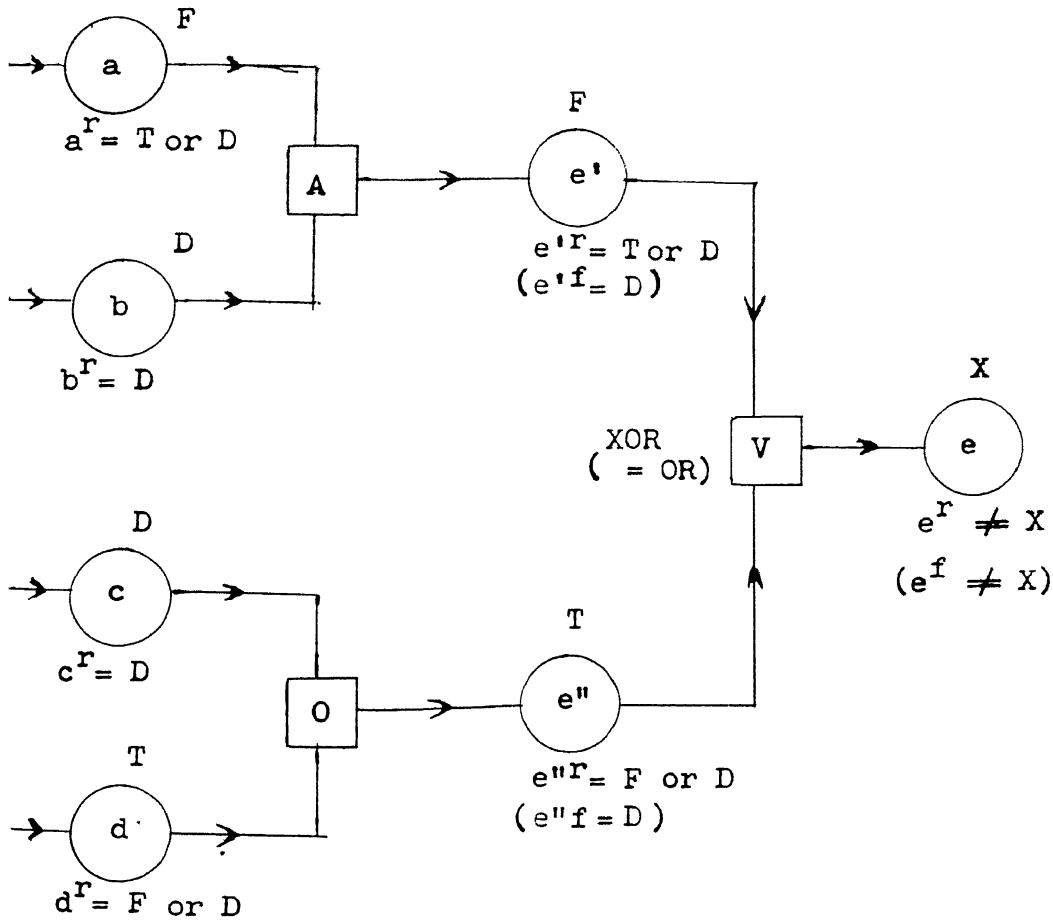 F
a
a^r = T or D
A
D
b
b^r = D
F
e'
e'^r = T or D
(e'^f = D)
XOR
( = OR)
V
X
e
e^r ≠ X
(e^f ≠ X)
D
c
c^r = D
O
T
d
d^r = F or D
T
e"
e"^r = F or D
(e"f = D)